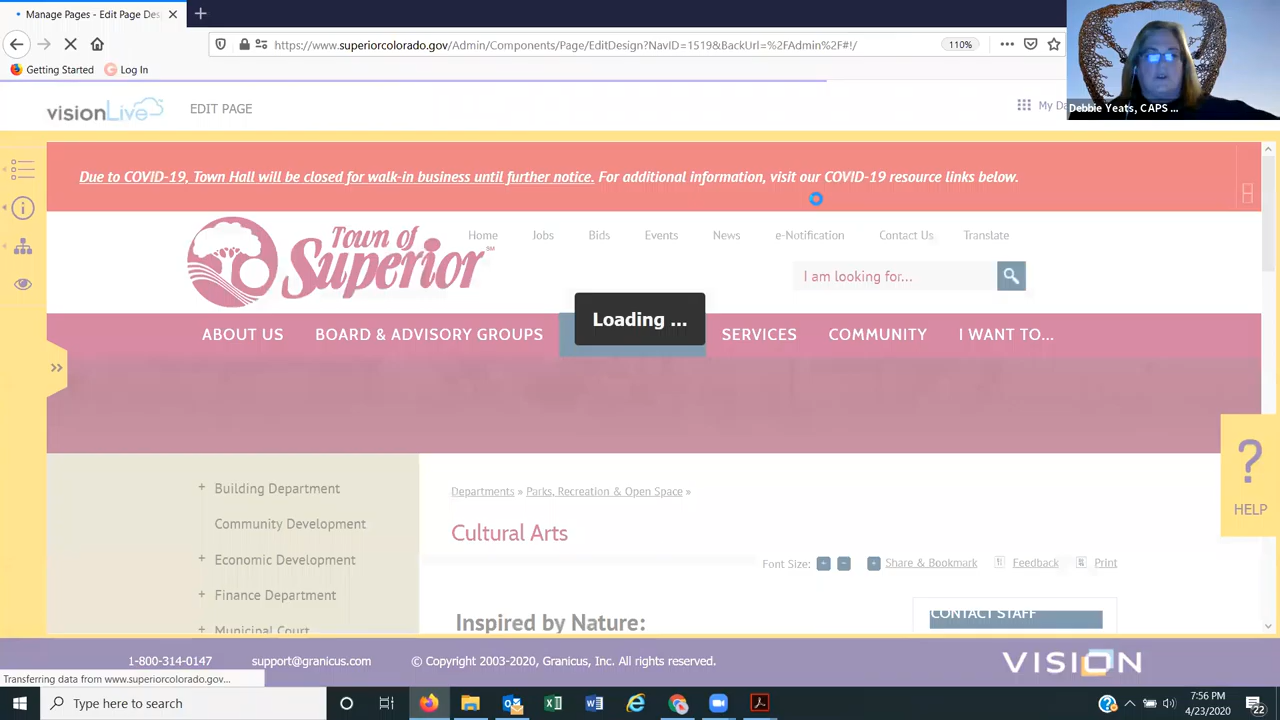 Manage Pages - Edit Page Des
https://www.superiorcolorado.gov/Admin/Components/Page/EditDesign?NavID=1519&BackUrl=%2FAdmin%2F#!/
110%
Getting Started
Log In
Debbie Yeats, CAPS ...
visionLive
EDIT PAGE
My Da
Due to COVID-19, Town Hall will be closed for walk-in business until further notice. For additional information, visit our COVID-19 resource links below.
Town of
Superior
SM
Home
Jobs
Bids
Events
News
e-Notification
Contact Us
Translate
I am looking for...
Loading ...
ABOUT US
BOARD & ADVISORY GROUPS
SERVICES
COMMUNITY
I WANT TO...
+ Building Department
Community Development
+ Economic Development
+ Finance Department
+ Municipal Court
Departments » Parks, Recreation & Open Space »
Cultural Arts
Font Size:
+
-
+
Share & Bookmark
Feedback
Print
Inspired by Nature:
CONTACT STAFF
?
HELP
1-800-314-0147
support@granicus.com
© Copyright 2003-2020, Granicus, Inc. All rights reserved.
VISION
Transferring data from www.superiorcolorado.gov...
Type here to search
7:56 PM
4/23/2020
22